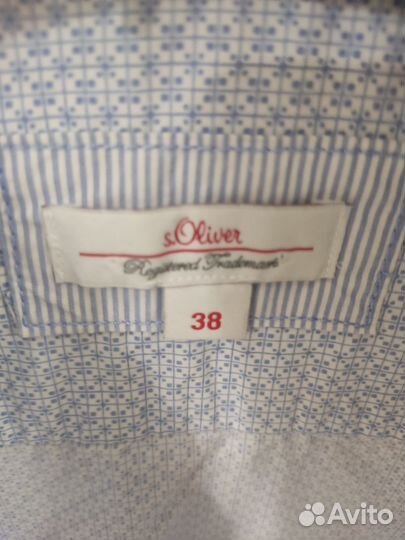 s.Oliver
Registered Trademark
38
Avito